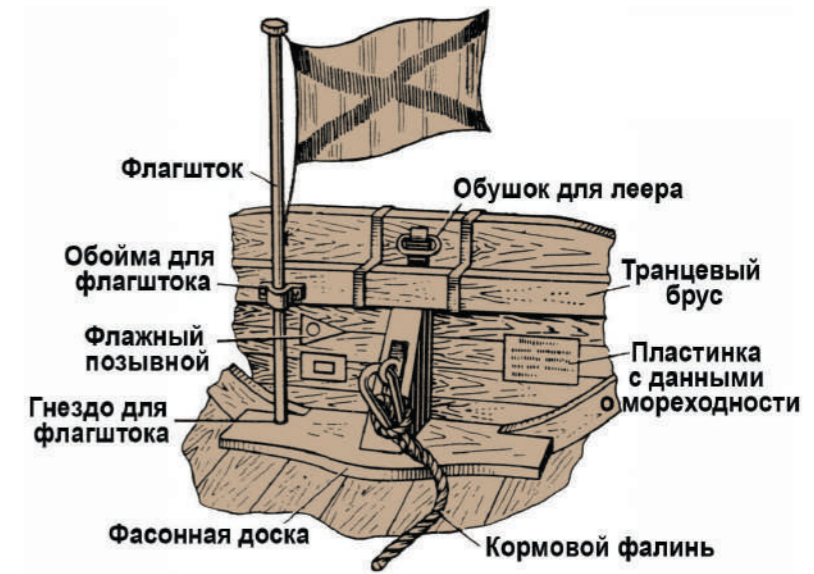 Флагшток
Обушок для леера
Обойма для
флагштока
Транцевый
брус
Флажный
позывной
Пластинка
с данными
о мореходности
Гнездо для
флагштока
Фасонная доска
Кормовой фалинь